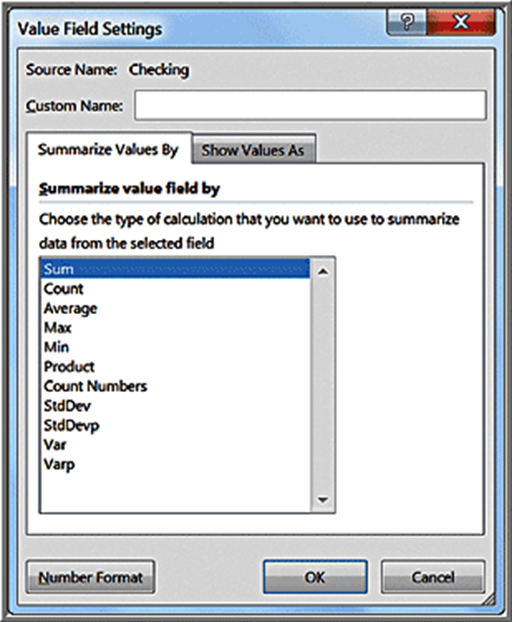 Value Field Settings
?
Source Name: Checking
Custom Name:
Summarize Values By
Show Values As
Summarize value field by
Choose the type of calculation that you want to use to summarize
data from the selected field
Sum
Count
Average
Max
Min
Product
Count Numbers
StdDev
StdDevp
Var
Varp
Number Format
OK
Cancel